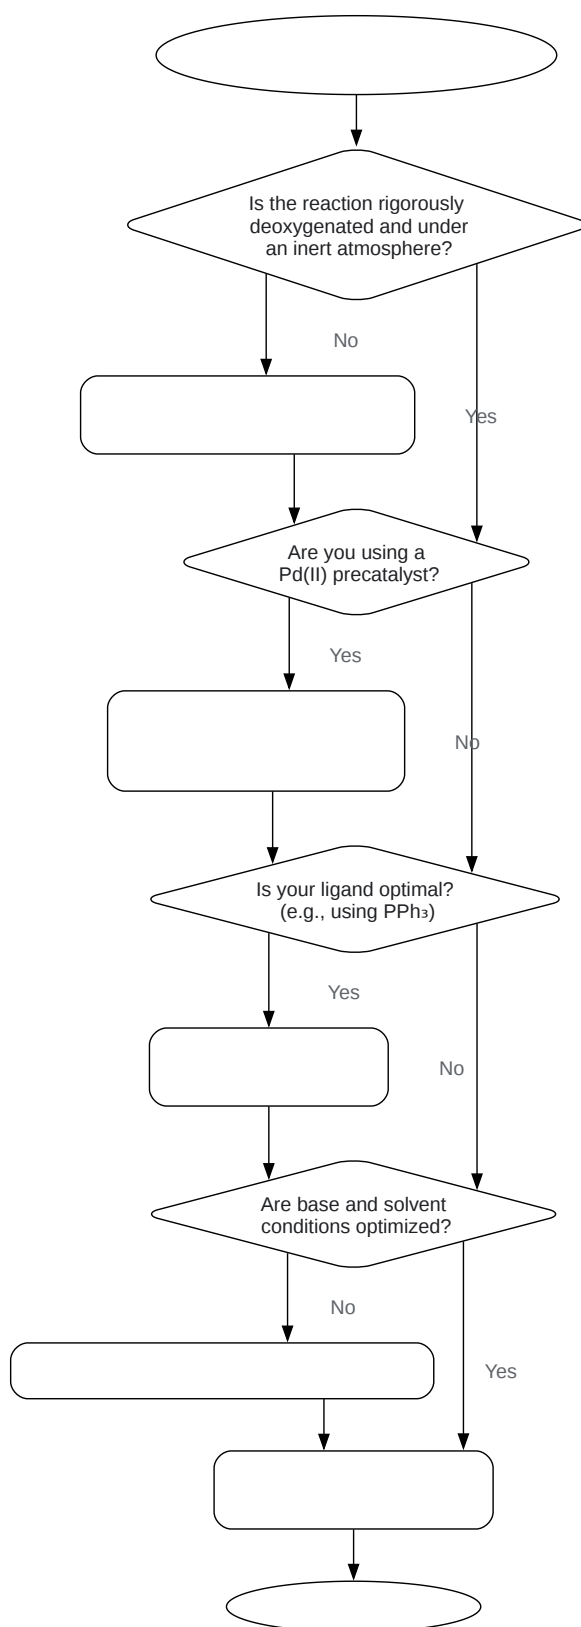 Is the reaction rigorously
deoxygenated and under
an inert atmosphere?
No
Yes
Are you using a
Pd(II) precatalyst?
Yes
No
Is your ligand optimal?
(e.g., using PPh₃)
Yes
No
Are base and solvent
conditions optimized?
No
Yes